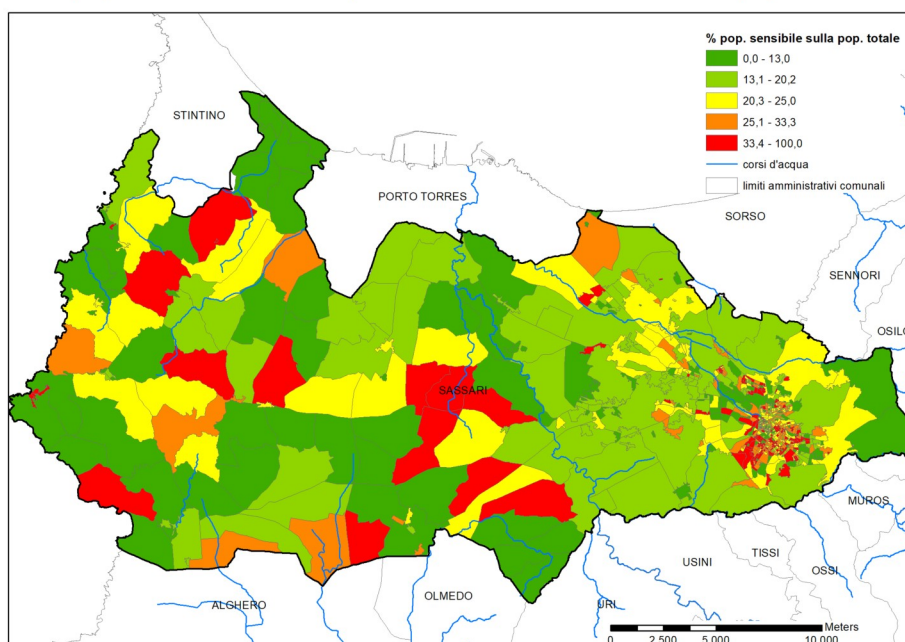 % pop. sensibile sulla pop. totale
0,0 - 13,0
13,1 - 20,2
20,3 - 25,0
25,1 - 33,3
33,4 - 100,0
corsi d'acqua
limiti amministrativi comunali
STINTINO
PORTO TORRES
SORSO
SENNORI
OSILO
SASSARI
MUROS
TISSI
USINI
OSSI
OLMEDO
URI
ALGHERO
Meters
0 2.500 5.000 10.000